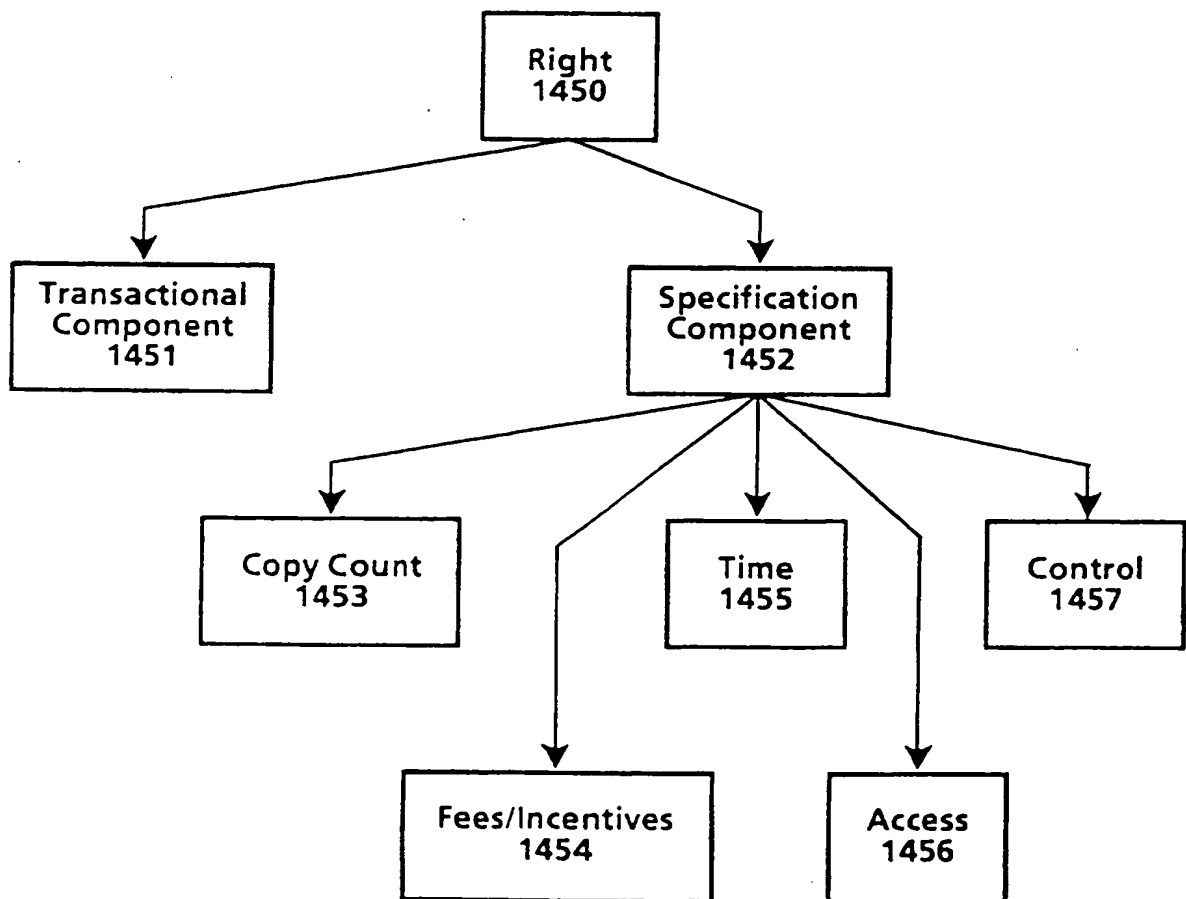 Right
1450
Transactional
Component
1451
Specification
Component
1452
Copy Count
1453
Time
1455
Control
1457
Fees/Incentives
1454
Access
1456